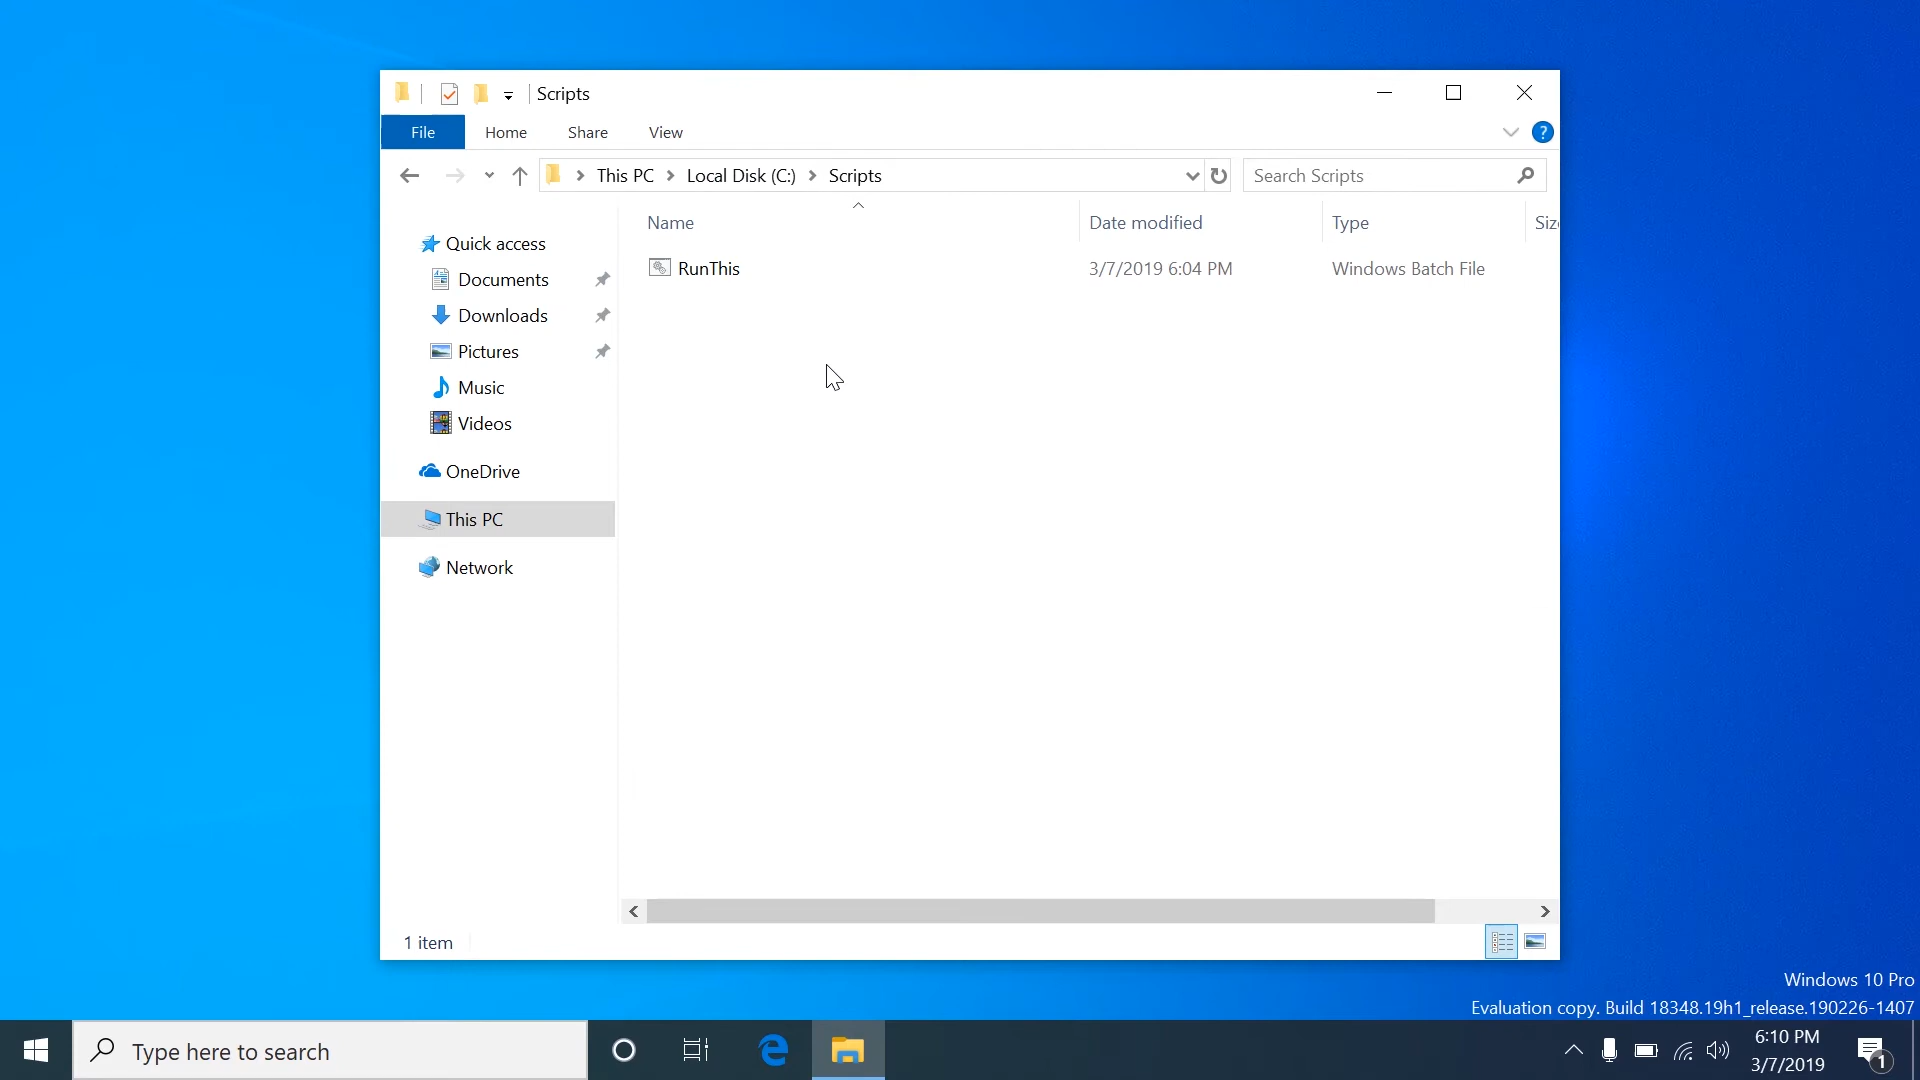 Scripts
File Home Share View
This PC Local Disk (C:) Scripts
Search Scripts
Name Date modified Type Siz
Quick access
RunThis 3/7/2019 6:04 PM Windows Batch File
Documents
Downloads
Pictures
Music
Videos
OneDrive
This PC
Network
1 item
Windows 10 Pro
Evaluation copy. Build 18348.19h1_release.190226-1407
Type here to search
6:10 PM
3/7/2019
1